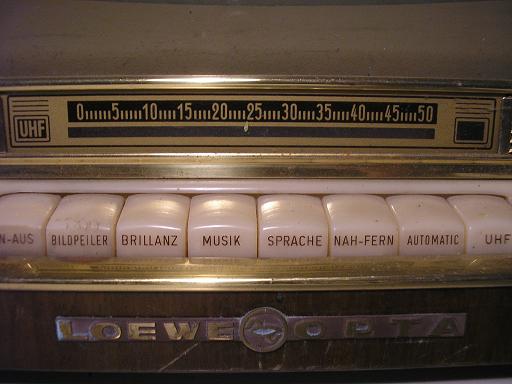 UHF 0 5 10 15 20 25 30 35 40 45 50
N-AUS BILDPEILER BRILLANZ MUSIK SPRACHE NAH-FERN AUTOMATIC UHF
LOEWE OPTA